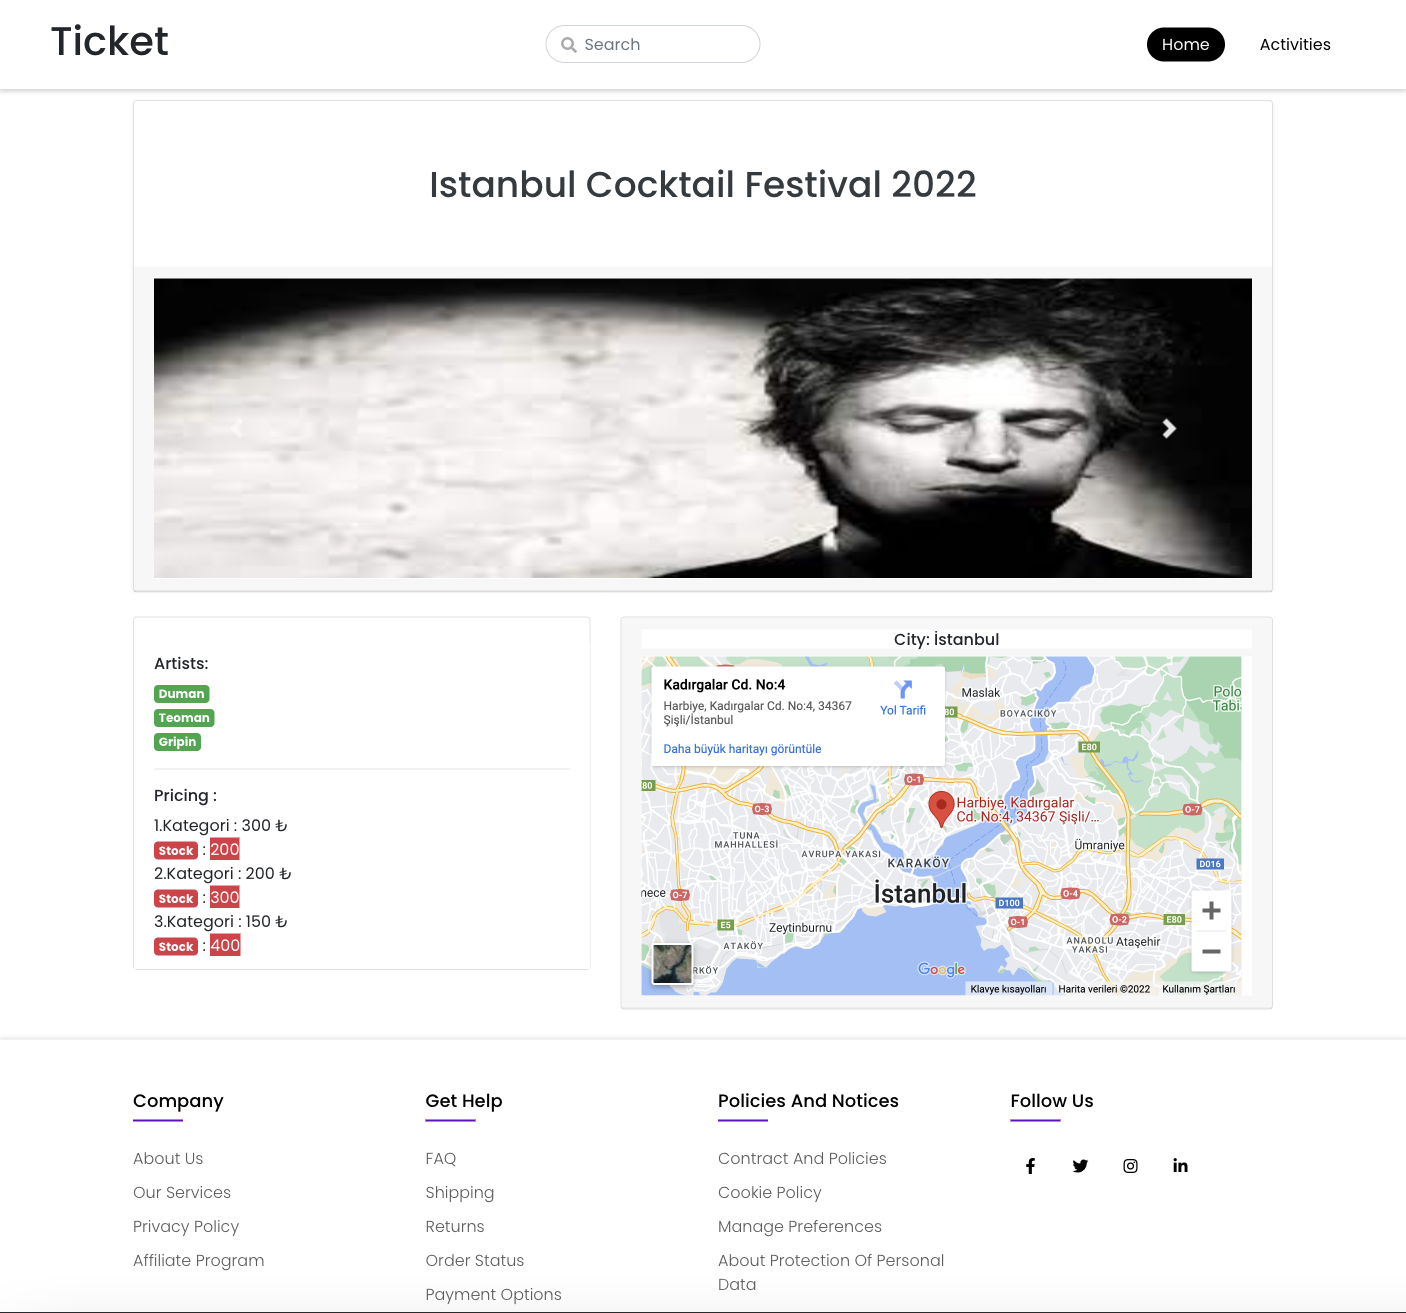 Ticket
Search
Home
Activities
Istanbul Cocktail Festival 2022
Artists:
Duman
Teoman
Gripin
Pricing :
1.Kategori : 300 ₺
Stock : 200
2.Kategori : 200 ₺
Stock : 300
3.Kategori : 150 ₺
Stock : 400
City: İstanbul
Kadırgalar Cd. No:4
Harbiye, Kadırgalar Cd. No:4, 34367
Şişli/İstanbul
Yol Tarifi
Daha büyük haritayı görüntüle
Maslak
BOYACIKÖY
Polo
Tabi
80
E80
80
O-1
O-3
Harbiye, Kadırgalar
Cd. No:4, 34367 Şişli/...
O-7
TUNA
MAHHALLESİ
AVRUPA YAKASI
KARAKÖY
Ümraniye
D016
nece
O-7
İstanbul
D100
O-4
O-1
O-2
E80
E5
Zeytinburnu
ATAKÖY
ANADOLU
YAKASI
Ataşehir
RKÖY
Google
Klavye kısayolları
Harita verileri ©2022
Kullanım Şartları
Company
About Us
Our Services
Privacy Policy
Affiliate Program
Get Help
FAQ
Shipping
Returns
Order Status
Payment Options
Policies And Notices
Contract And Policies
Cookie Policy
Manage Preferences
About Protection Of Personal
Data
Follow Us